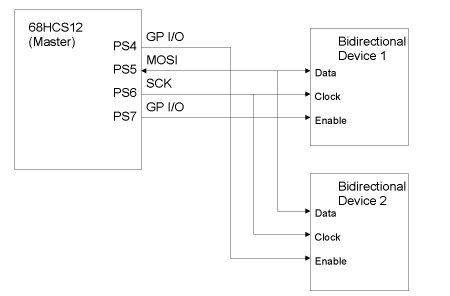 68HCS12
(Master)
PS4
GP I/O
PS5
MOSI
PS6
SCK
PS7
GP I/O
Bidirectional
Device 1
Data
Clock
Enable
Bidirectional
Device 2
Data
Clock
Enable